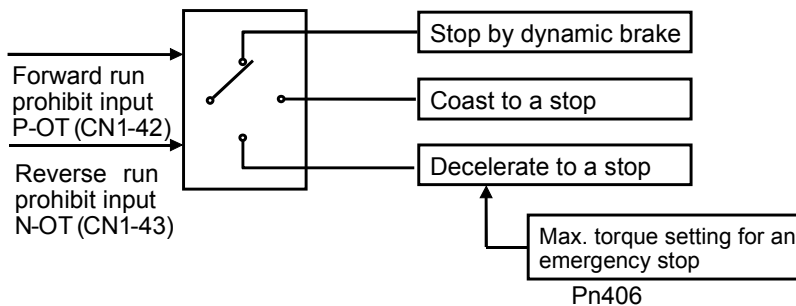 Forward run
prohibit input
P-OT (CN1-42)
Reverse run
prohibit input
N-OT (CN1-43)
Stop by dynamic brake
Coast to a stop
Decelerate to a stop
Max. torque setting for an
emergency stop
Pn406